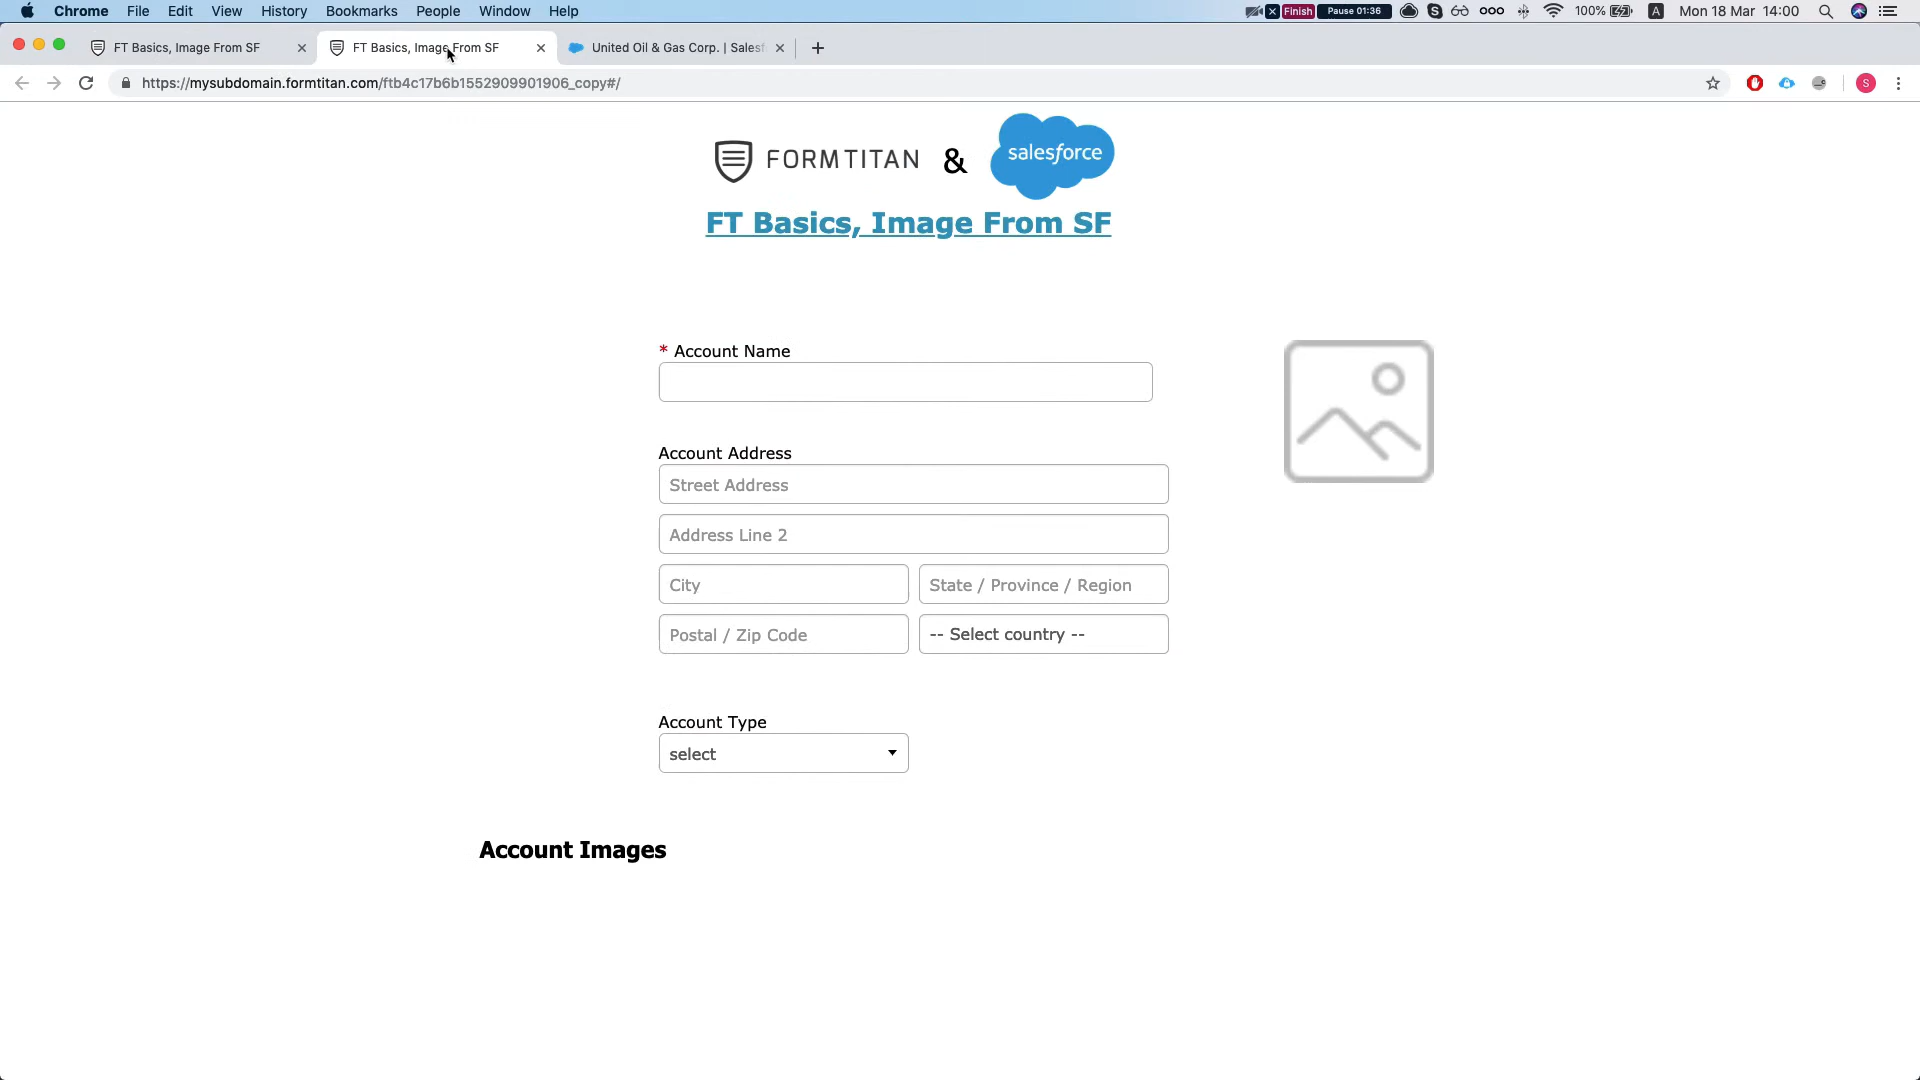 Chrome File Edit View History Bookmarks People Window Help
Finish Pause 01:36 S 100% A Mon 18 Mar 14:00
FT Basics, Image From SF
FT Basics, Image From SF
United Oil & Gas Corp. | Salesf
https://mysubdomain.formtitan.com/ftb4c17b6b1552909901906_copy#/
S
FORMTITAN & salesforce
FT Basics, Image From SF
* Account Name
Account Address
Street Address
Address Line 2
City State / Province / Region
Postal / Zip Code -- Select country --
Account Type
select
Account Images